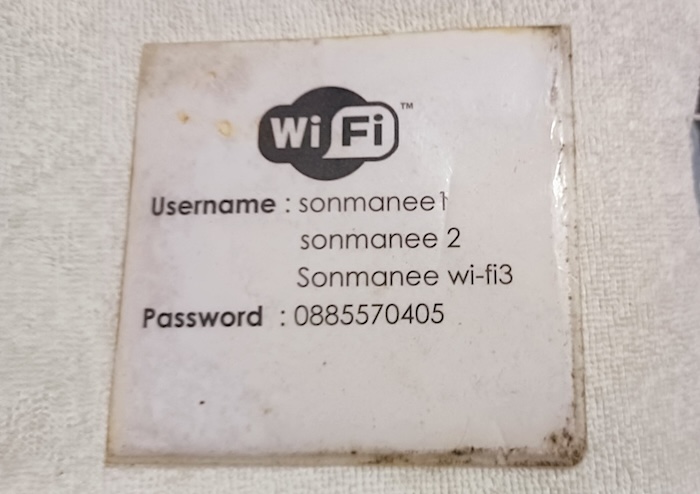 WiFi™
Username : sonmanee1
sonmanee 2
Sonmanee wi-fi3
Password : 0885570405